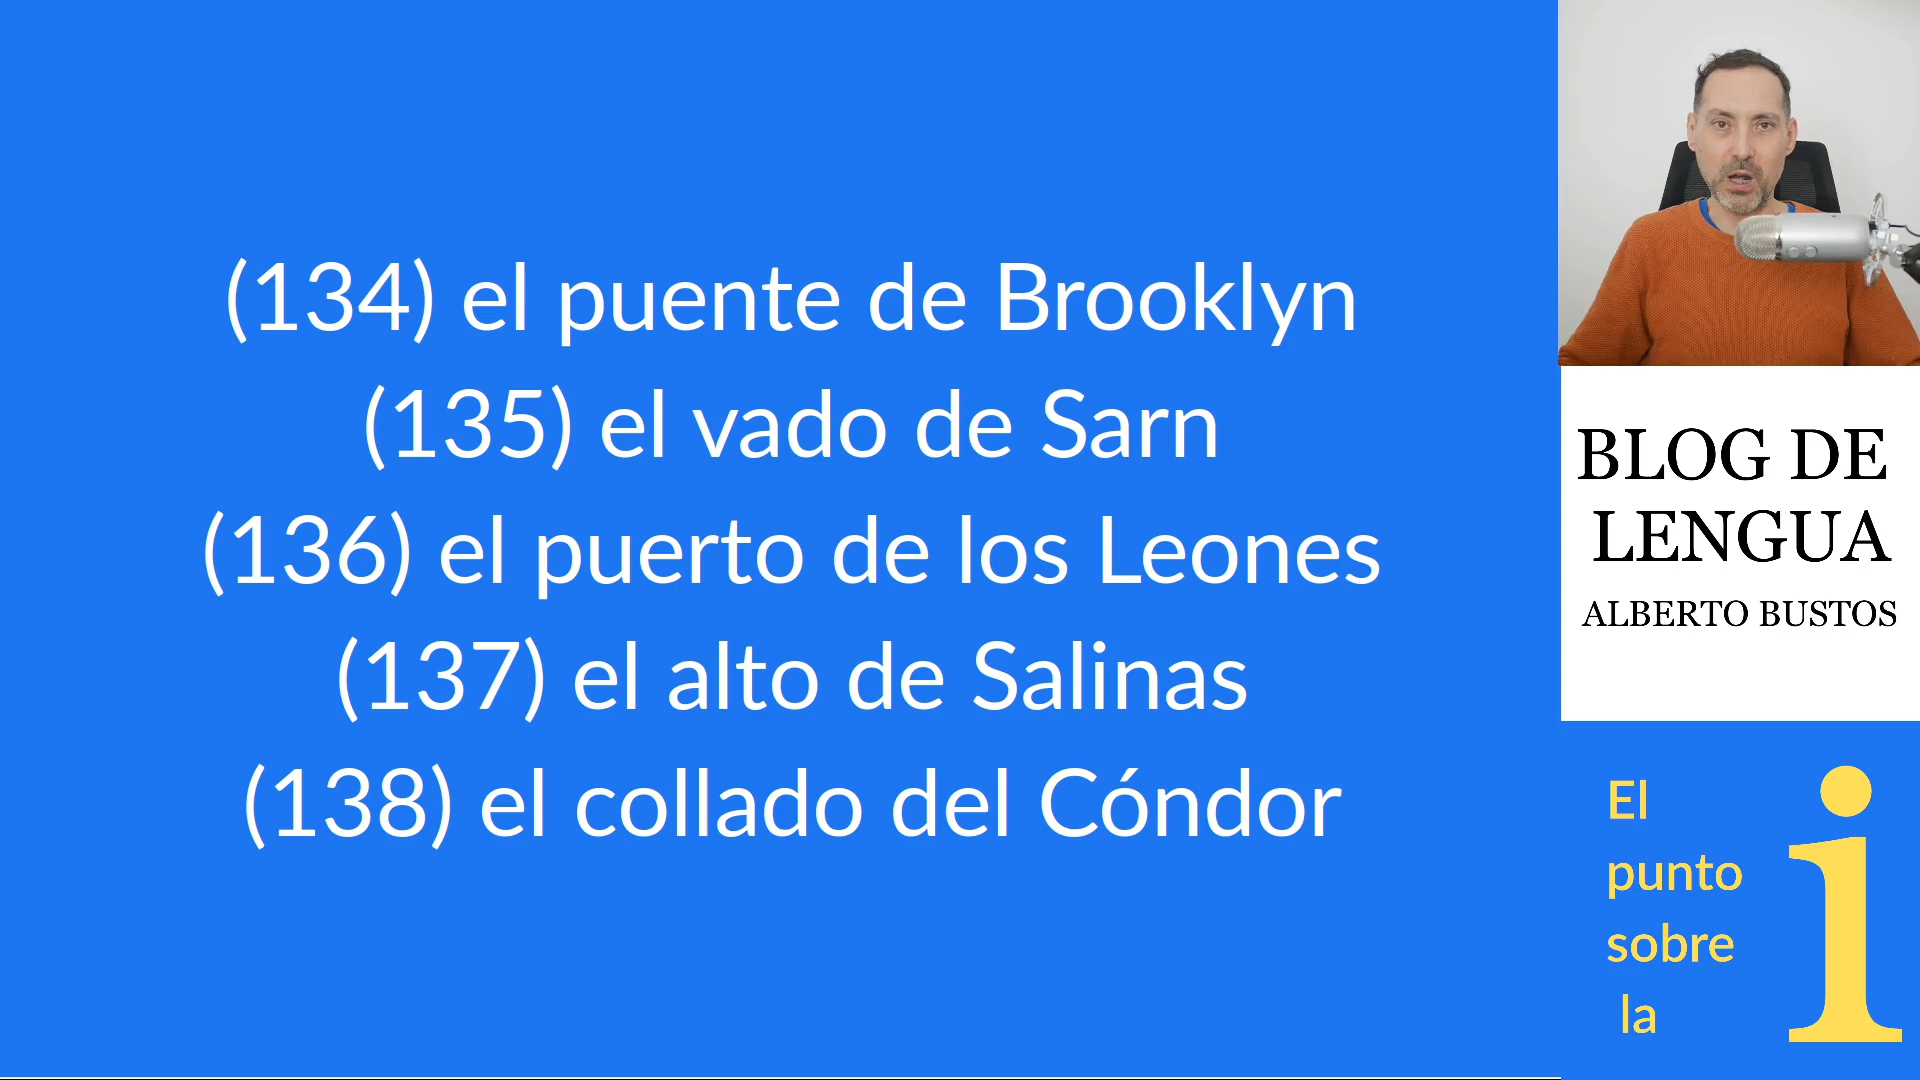 (134) el puente de Brooklyn
(135) el vado de Sarn
(136) el puerto de los Leones
(137) el alto de Salinas
(138) el collado del Cóndor
BLOG DE
LENGUA
ALBERTO BUSTOS
El
punto
sobre
la
i